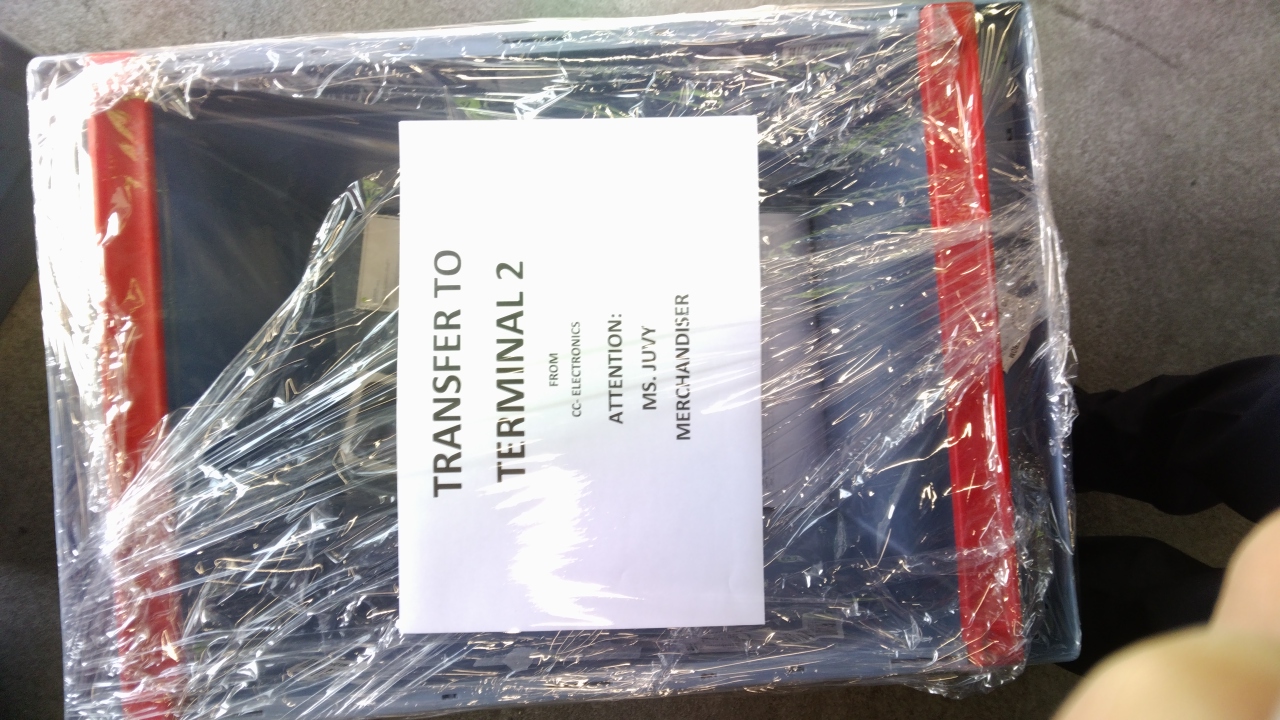 TRANSFER TO
TERMINAL 2
FROM
CC- ELECTRONICS
ATTENTION:
MS. JUVY
MERCHANDISER